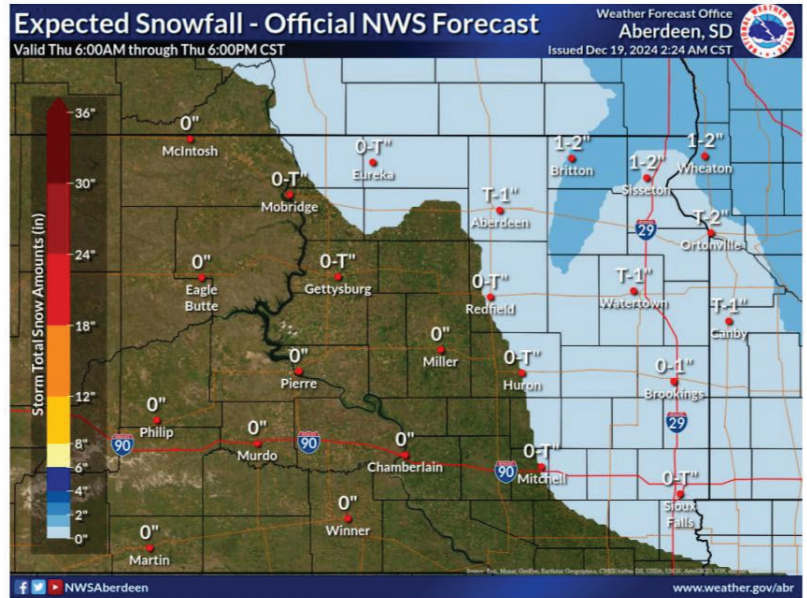 Expected Snowfall - Official NWS Forecast
Valid Thu 6:00AM through Thu 6:00PM CST
Weather Forecast Office
Aberdeen, SD
Issued Dec 19, 2024 2:24 AM CST
NATIONAL WEATHER SERVICE
Storm Total Snow Amounts (in)
36"
30"
24"
18"
12"
8"
6"
4"
2"
0"
0"
McIntosh
0-T"
Eureka
1-2"
Britton
1-2"
Sisseton
1-2"
Wheaton
0-T"
Mobridge
T-1"
Aberdeen
29
T-2"
Ortonville
0"
Eagle
Butte
0-T"
Gettysburg
0-T"
Redfield
T-1"
Watertown
T-1"
Canby
0"
Miller
0"
Pierre
0-T"
Huron
0-1"
Brookings
0"
Philip
29
90
0"
Murdo
90
0"
Chamberlain
90
0-T"
Mitchell
0-T"
Sioux
Falls
0"
Winner
0"
Martin
NWSAberdeen
www.weather.gov/abr